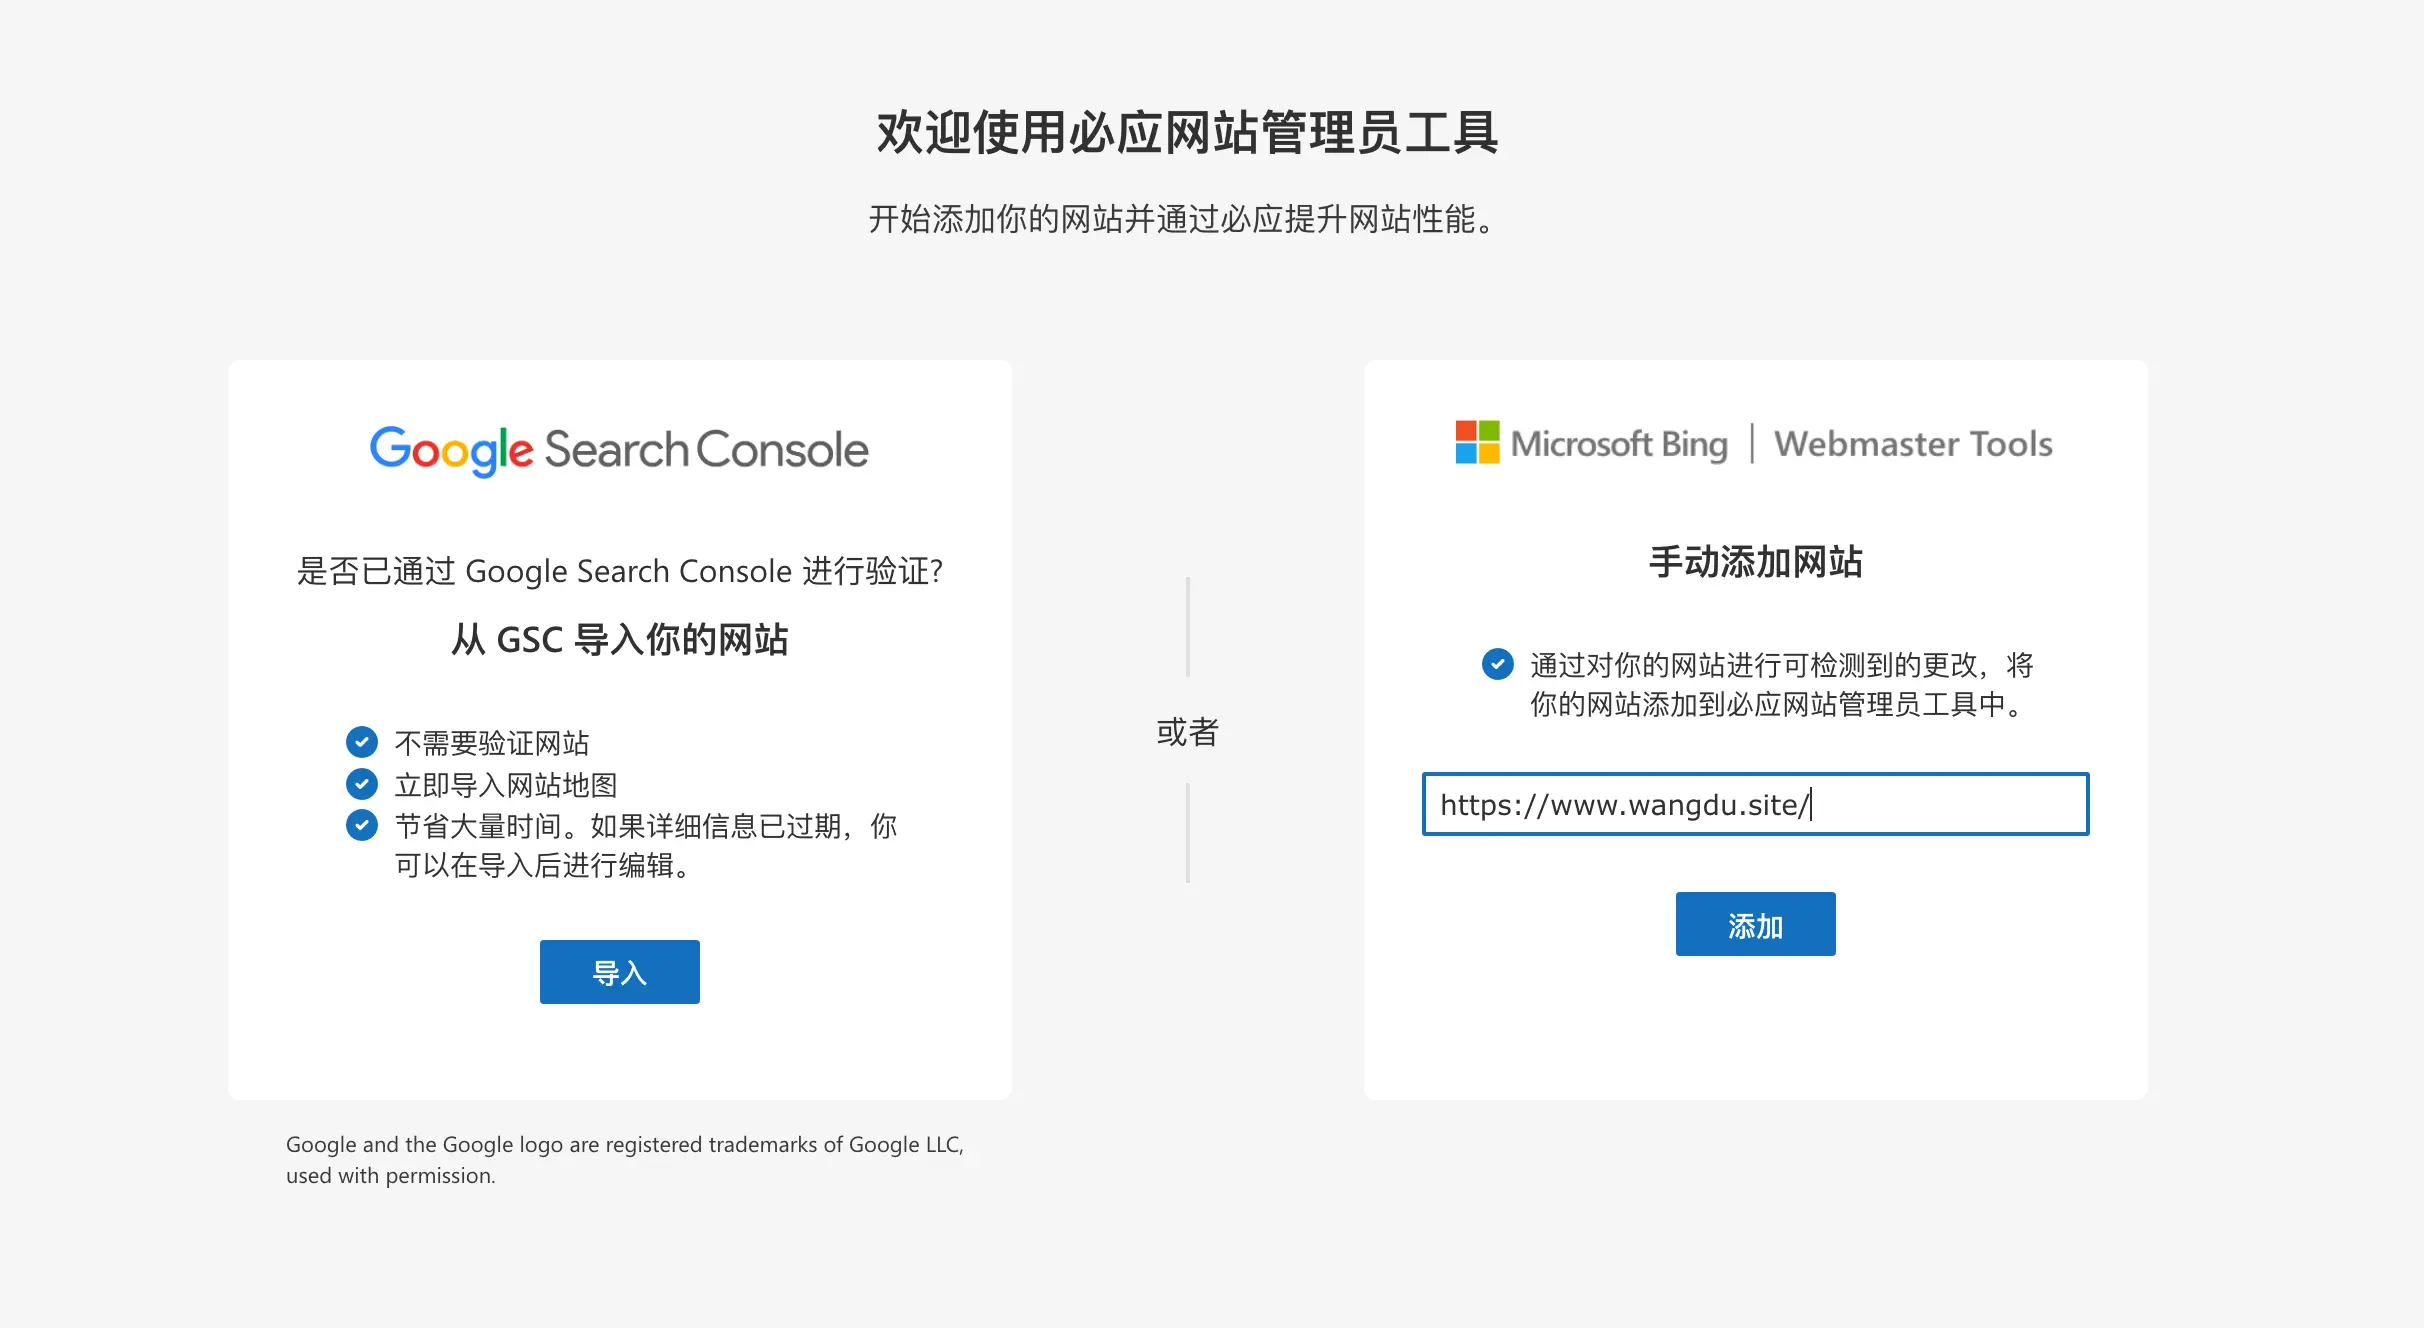 欢迎使用必应网站管理员工具
开始添加你的网站并通过必应提升网站性能。
Google Search Console
是否已通过 Google Search Console 进行验证?
从 GSC 导入你的网站
不需要验证网站
立即导入网站地图
节省大量时间。如果详细信息已过期，你
可以在导入后进行编辑。
导入
Google and the Google logo are registered trademarks of Google LLC,
used with permission.
或者
Microsoft Bing | Webmaster Tools
手动添加网站
通过对你的网站进行可检测到的更改，将
你的网站添加到必应网站管理员工具中。
https://www.wangdu.site/
添加